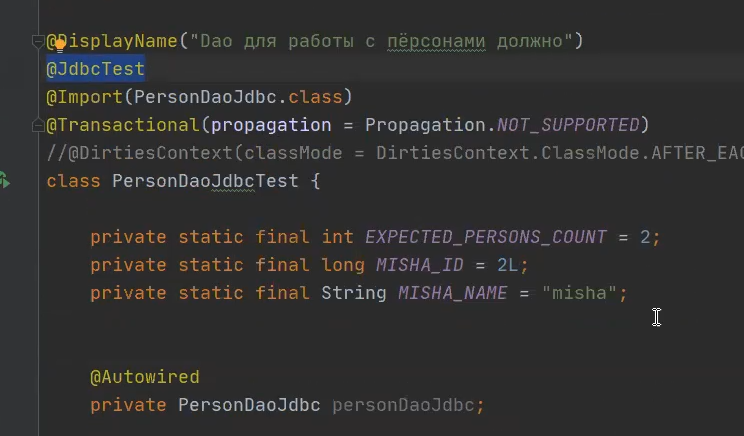 @DisplayName("Dao для работы с пёрсонами должно")
@JdbcTest
@Import(PersonDaoJdbc.class)
@Transactional(propagation = Propagation.NOT_SUPPORTED)
//@DirtiesContext(classMode = DirtiesContext.ClassMode.AFTER_EAC
class PersonDaoJdbcTest {
private static final int EXPECTED_PERSONS_COUNT = 2;
private static final long MISHA_ID = 2L;
private static final String MISHA_NAME = "misha";
@Autowired
private PersonDaoJdbc personDaoJdbc;